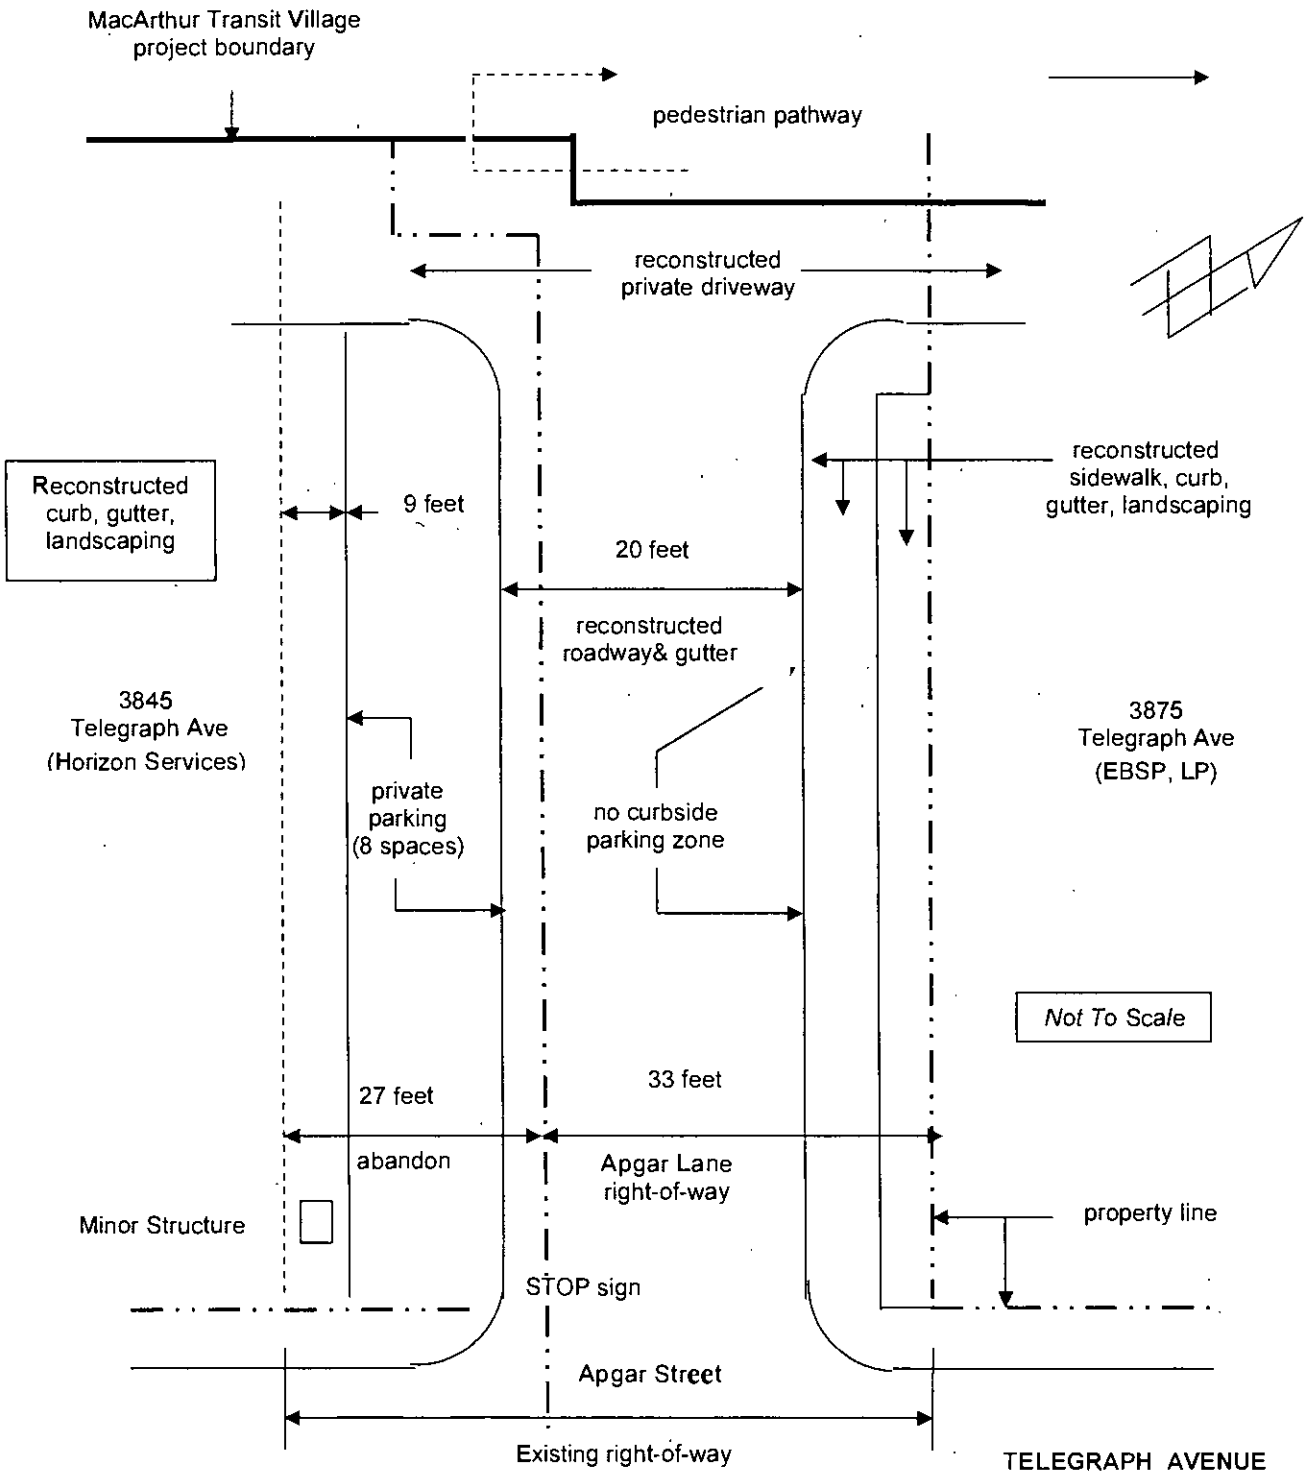 MacArthur Transit Village
project boundary
pedestrian pathway
reconstructed
private driveway
Reconstructed
curb, gutter,
landscaping
9 feet
reconstructed
sidewalk, curb,
gutter, landscaping
20 feet
reconstructed
roadway& gutter
3845
Telegraph Ave
(Horizon Services)
private
parking
(8 spaces)
no curbside
parking zone
3875
Telegraph Ave
(EBSP, LP)
Not To Scale
27 feet
33 feet
abandon
Apgar Lane
right-of-way
Minor Structure
property line
STOP sign
Apgar Street
Existing right-of-way
TELEGRAPH AVENUE